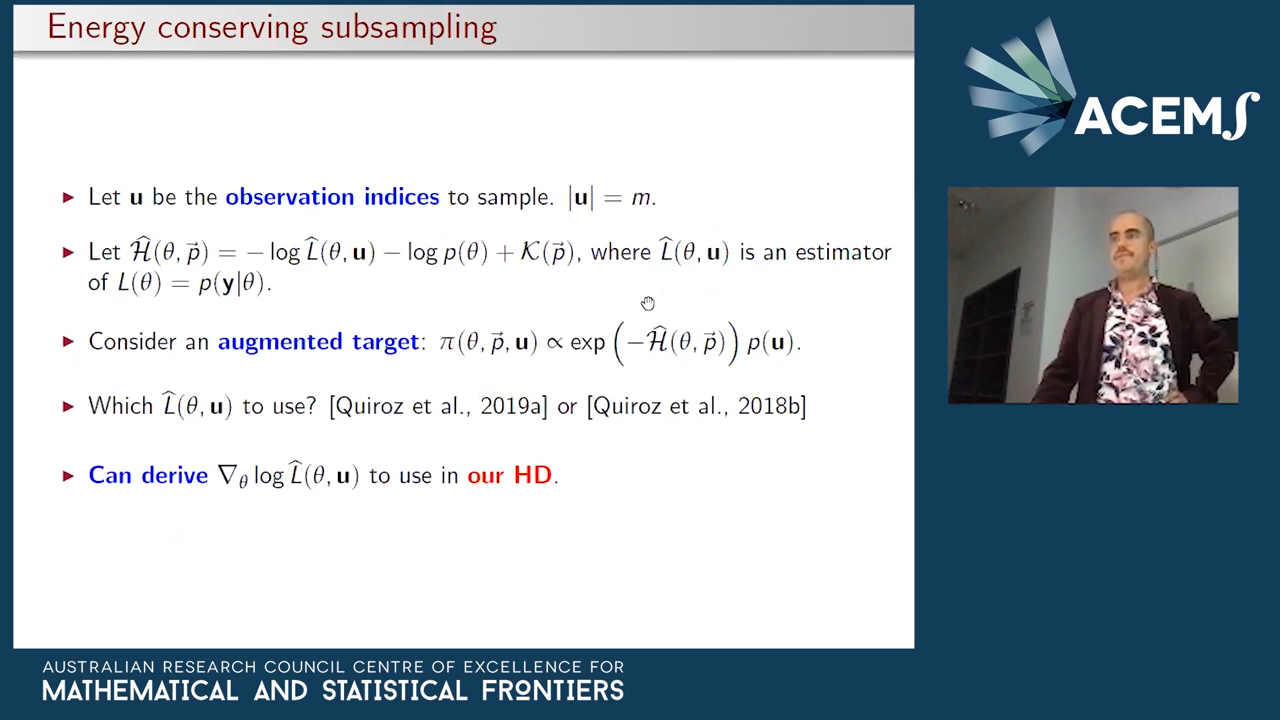 Energy conserving subsampling
ACEMS
▶ Let u be the observation indices to sample. |u| = m.
▶ Let Ĥ(θ, p⃗) = − log L̂(θ, u) − log p(θ) + K(p⃗), where L̂(θ, u) is an estimator
of L(θ) = p(y|θ).
▶ Consider an augmented target: π(θ, p⃗, u) ∝ exp (−Ĥ(θ, p⃗)) p(u).
▶ Which L̂(θ, u) to use? [Quiroz et al., 2019a] or [Quiroz et al., 2018b]
▶ Can derive ∇θ log L̂(θ, u) to use in our HD.
AUSTRALIAN RESEARCH COUNCIL CENTRE OF EXCELLENCE FOR
MATHEMATICAL AND STATISTICAL FRONTIERS